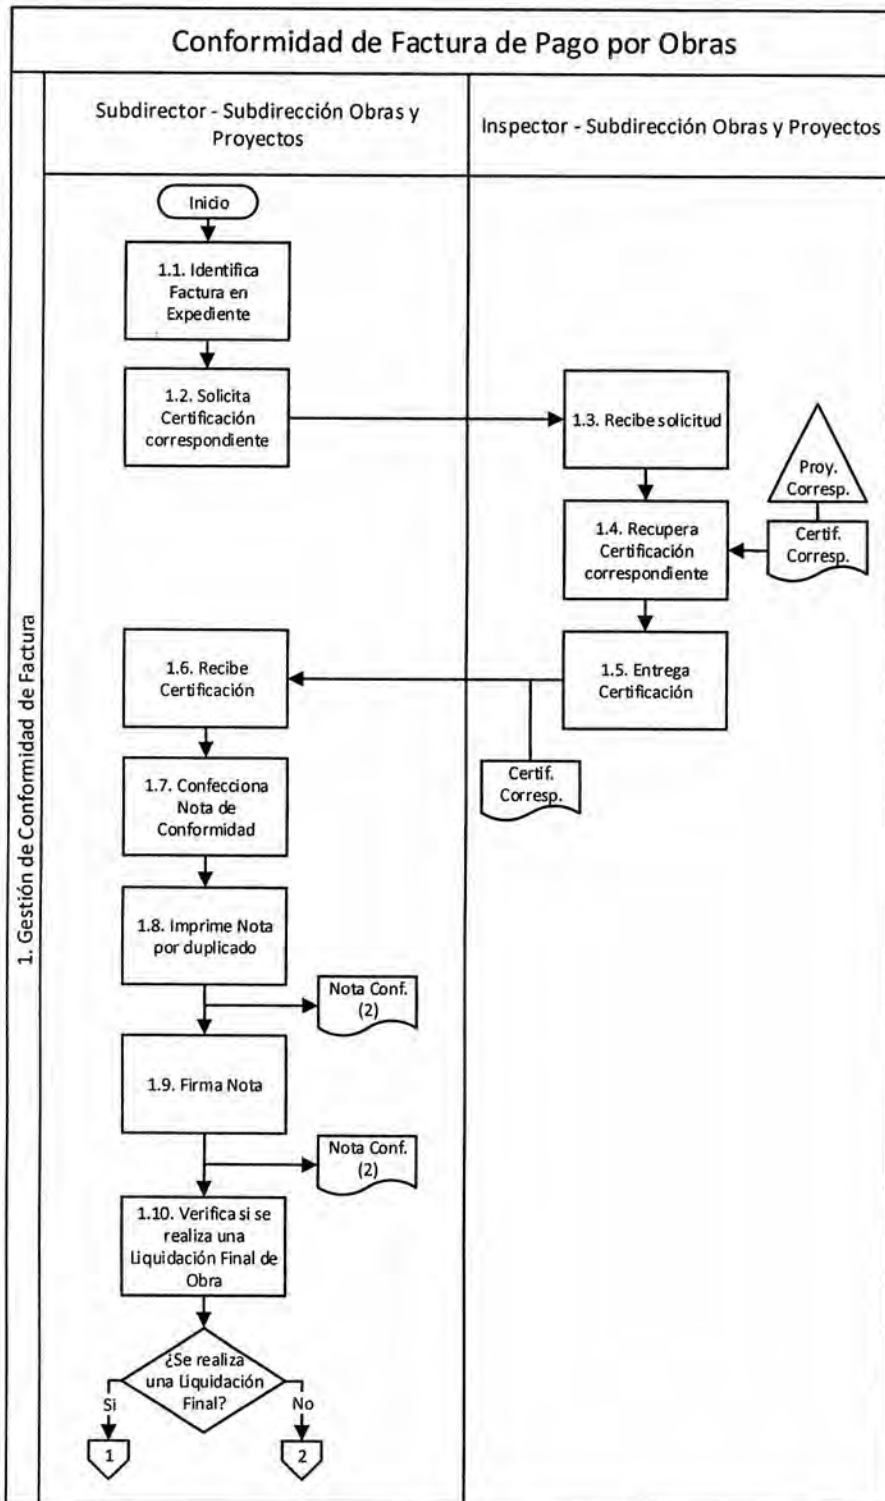 Conformidad de Factura de Pago por Obras
Subdirector - Subdirección Obras y
Proyectos
Inspector - Subdirección Obras y Proyectos
1. Gestión de Conformidad de Factura
Inicio
1.1. Identifica
Factura en
Expediente
1.2. Solicita
Certificación
correspondiente
1.3. Recibe solicitud
Proy.
Corresp.
1.4. Recupera
Certificación
correspondiente
Certif.
Corresp.
1.5. Entrega
Certificación
1.6. Recibe
Certificación
Certif.
Corresp.
1.7. Confecciona
Nota de
Conformidad
1.8. Imprime Nota
por duplicado
Nota Conf.
(2)
1.9. Firma Nota
Nota Conf.
(2)
1.10. Verifica si se
realiza una
Liquidación Final de
Obra
¿Se realiza
una Liquidación
Final?
Si
No
1
2